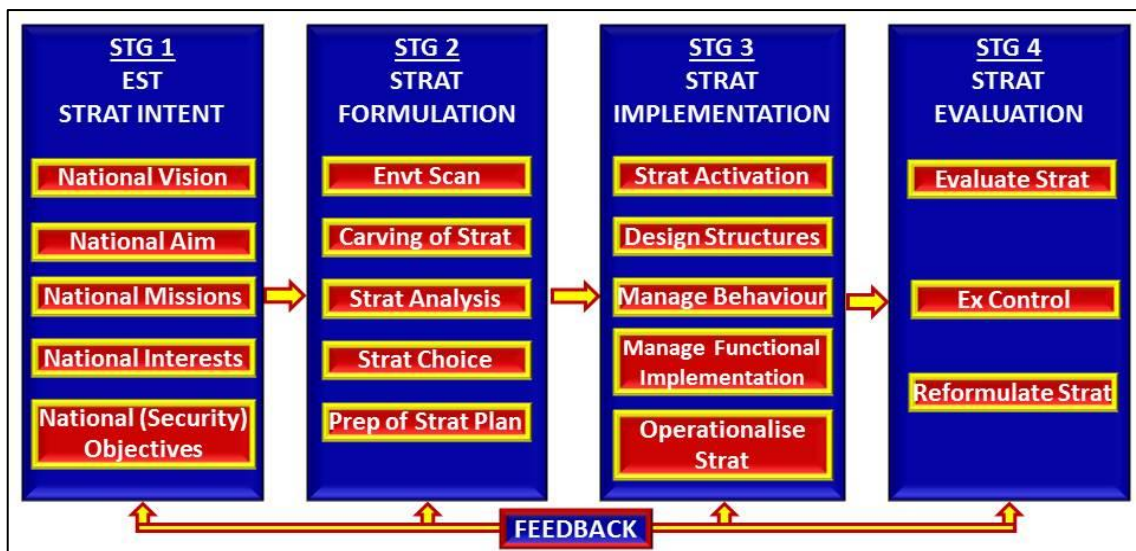 STG 1
EST
STRAT INTENT
National Vision
National Aim
National Missions
National Interests
National (Security)
Objectives
STG 2
STRAT
FORMULATION
Envt Scan
Carving of Strat
Strat Analysis
Strat Choice
Prep of Strat Plan
STG 3
STRAT
IMPLEMENTATION
Strat Activation
Design Structures
Manage Behaviour
Manage Functional
Implementation
Operationalise
Strat
STG 4
STRAT
EVALUATION
Evaluate Strat
Ex Control
Reformulate Strat
FEEDBACK